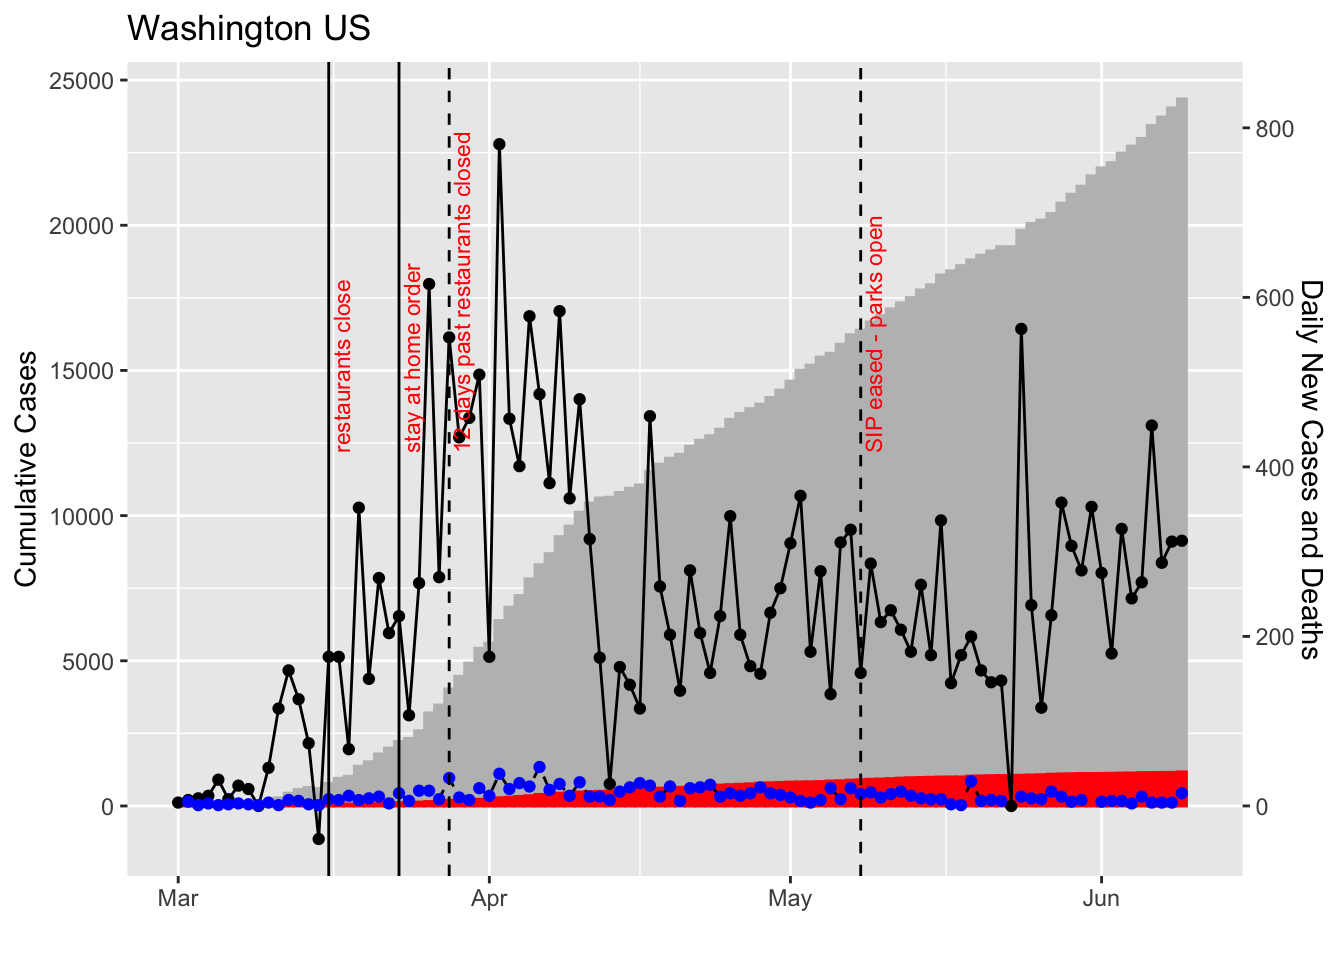 Washington US
25000
20000
15000
10000
5000
0
Cumulative Cases
800
600
400
200
0
Daily New Cases and Deaths
restaurants close
stay at home order
12 days past restaurants closed
SIP eased - parks open
Mar
Apr
May
Jun